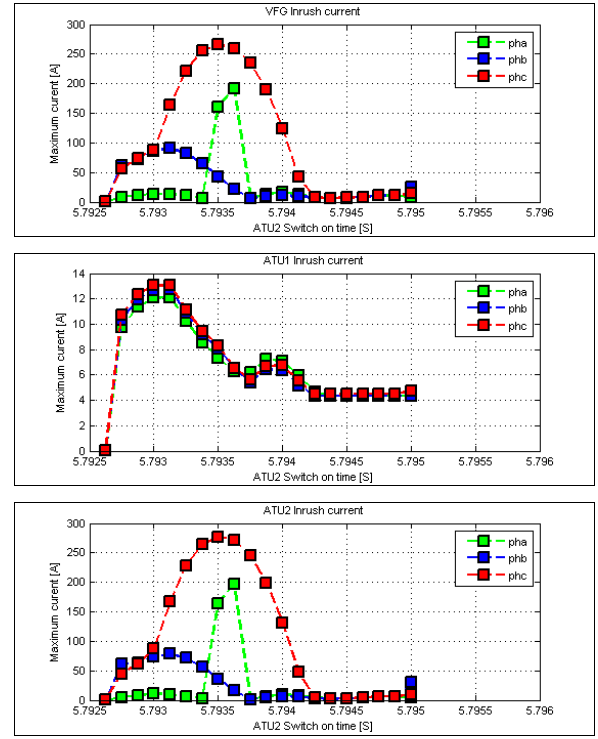 VFG Inrush current
300
250
200
150
100
50
0
Maximum curent [A]
pha
phb
phc
5.7925 5.793 5.7935 5.794 5.7945 5.795 5.7955 5.796
ATU2 Switch on time [S]
ATU1 Inrush current
14
12
10
8
6
4
2
0
Maximum curent [A]
pha
phb
phc
5.7925 5.793 5.7935 5.794 5.7945 5.795 5.7955 5.796
ATU2 Switch on time [S]
ATU2 Inrush current
300
250
200
150
100
50
0
Maximum curent [A]
pha
phb
phc
5.7925 5.793 5.7935 5.794 5.7945 5.795 5.7955 5.796
ATU2 Switch on time [S]